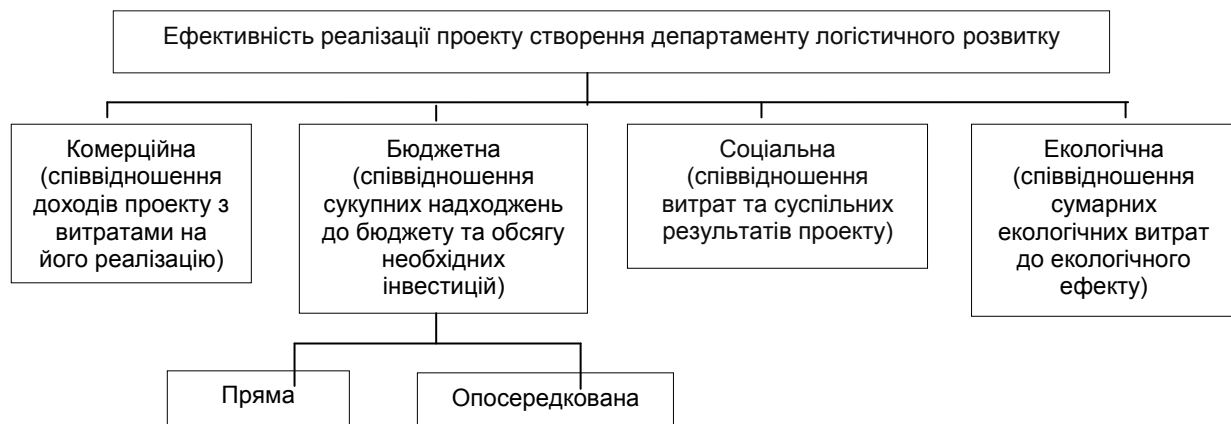 Ефективність реалізації проекту створення департаменту логістичного розвитку
Комерційна
(співвідношення
доходів проекту з
витратами на
його реалізацію)
Бюджетна
(співвідношення
сукупних надходжень
до бюджету та обсягу
необхідних
інвестицій)
Соціальна
(співвідношення
витрат та суспільних
результатів проекту)
Екологічна
(співвідношення
сумарних
екологічних витрат
до екологічного
ефекту)
Пряма
Опосередкована